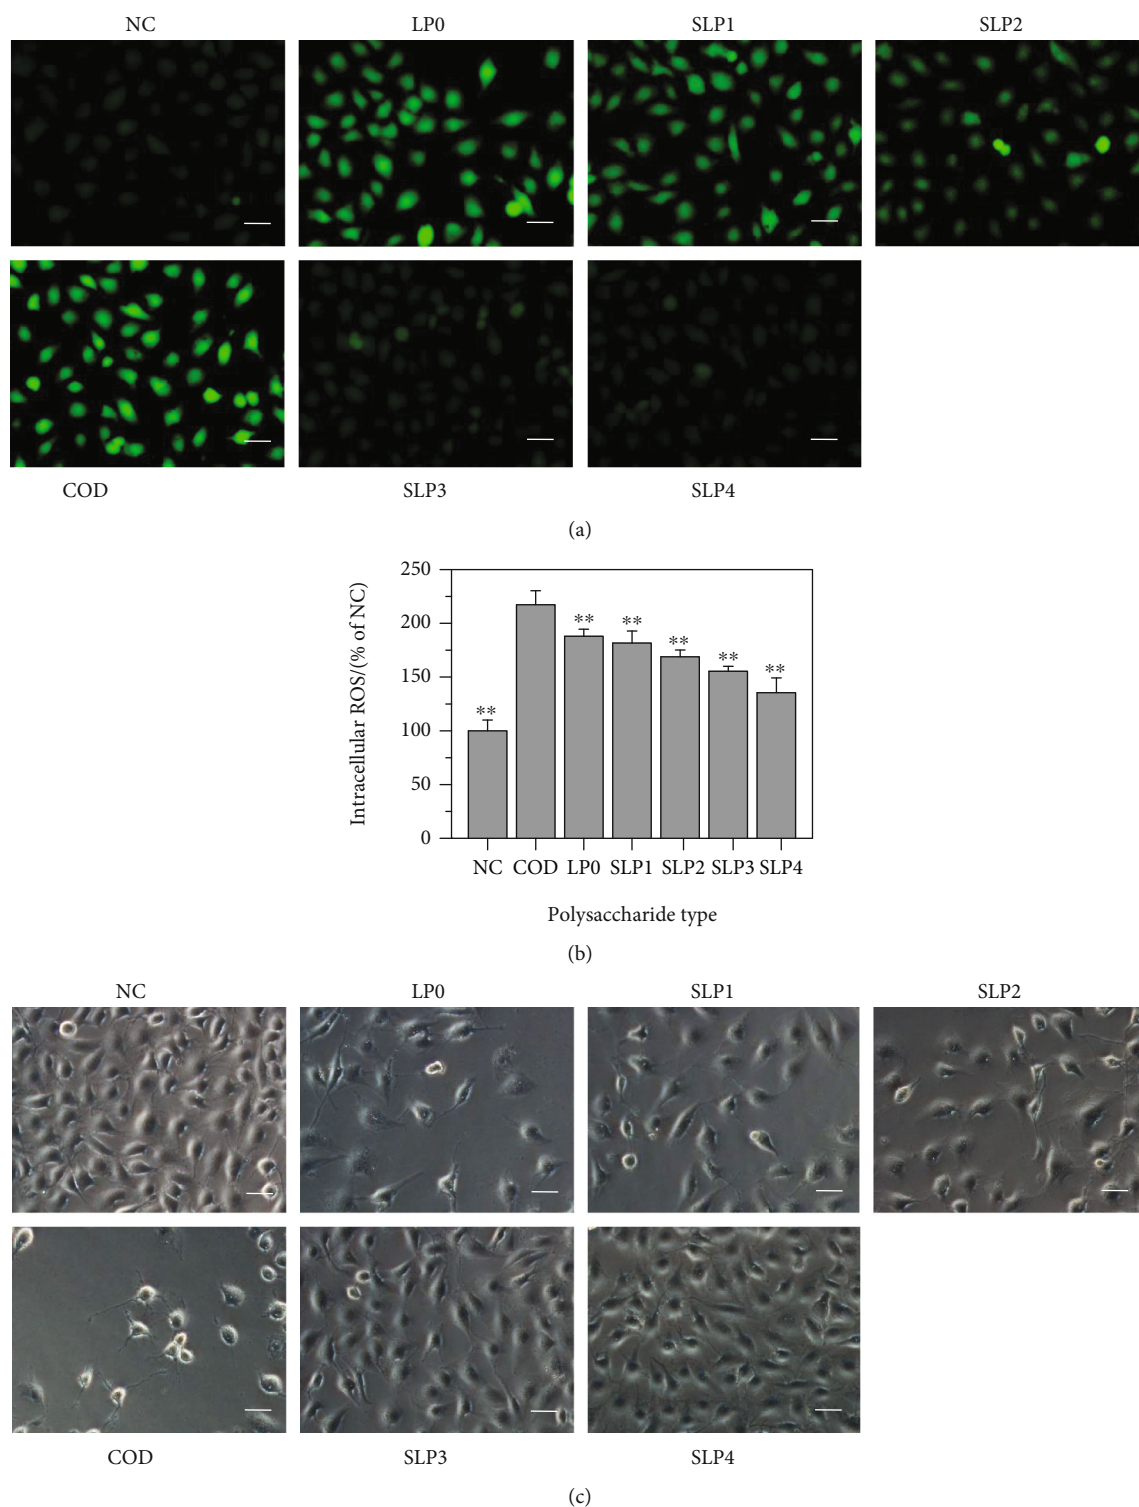 NC LP0 SLP1 SLP2
COD SLP3 SLP4
(a)
250
200
150
100
50
0
Intracellular ROS/(% of NC)
**
**
**
**
**
**
NC COD LP0 SLP1 SLP2 SLP3 SLP4
Polysaccharide type
(b)
NC LP0 SLP1 SLP2
COD SLP3 SLP4
(c)